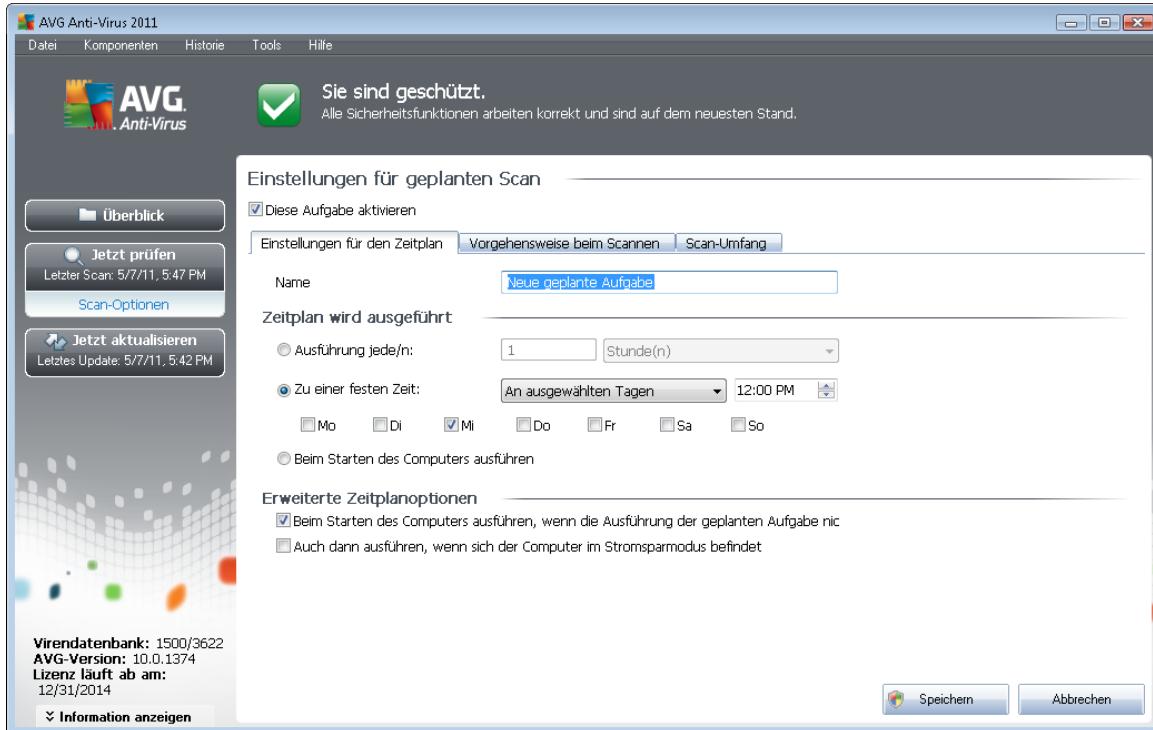 AVG Anti-Virus 2011
Datei Komponenten Historie Tools Hilfe
AVG.
Anti-Virus
Sie sind geschützt.
Alle Sicherheitsfunktionen arbeiten korrekt und sind auf dem neuesten Stand.
Überblick
Jetzt prüfen
Letzter Scan: 5/7/11, 5:47 PM
Scan-Optionen
Jetzt aktualisieren
Letztes Update: 5/7/11, 5:42 PM
Virendatenbank: 1500/3622
AVG-Version: 10.0.1374
Lizenz läuft ab am:
12/31/2014
Information anzeigen
Einstellungen für geplanten Scan
Diese Aufgabe aktivieren
Einstellungen für den Zeitplan Vorgehensweise beim Scannen Scan-Umfang
Name Neue geplante Aufgabe
Zeitplan wird ausgeführt
Ausführung jede/n: 1 Stunde(n)
Zu einer festen Zeit: An ausgewählten Tagen 12:00 PM
Mo Di Mi Do Fr Sa So
Beim Starten des Computers ausführen
Erweiterte Zeitplanoptionen
Beim Starten des Computers ausführen, wenn die Ausführung der geplanten Aufgabe nic
Auch dann ausführen, wenn sich der Computer im Stromsparmodus befindet
Speichern Abbrechen